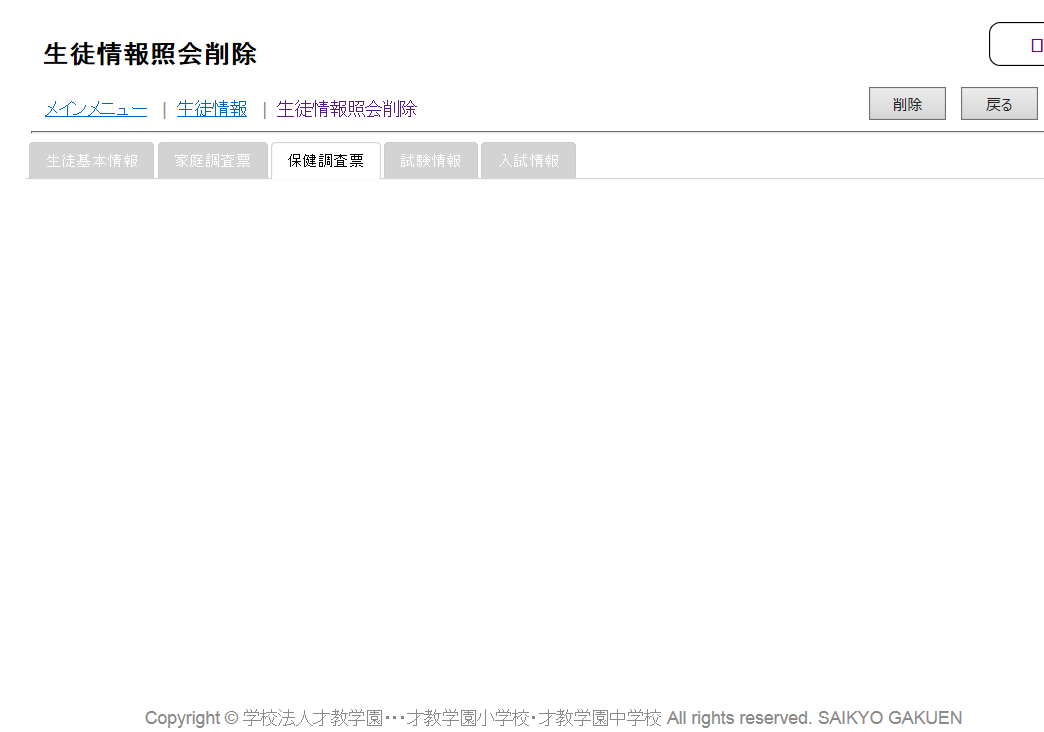 生徒情報照会削除
ロ
メインメニュー | 生徒情報 | 生徒情報照会削除
削除 戻る
生徒基本情報 家庭調査票 保健調査票 試験情報 入試情報
Copyright © 学校法人才教学園･･･才教学園小学校･才教学園中学校 All rights reserved. SAIKYO GAKUEN